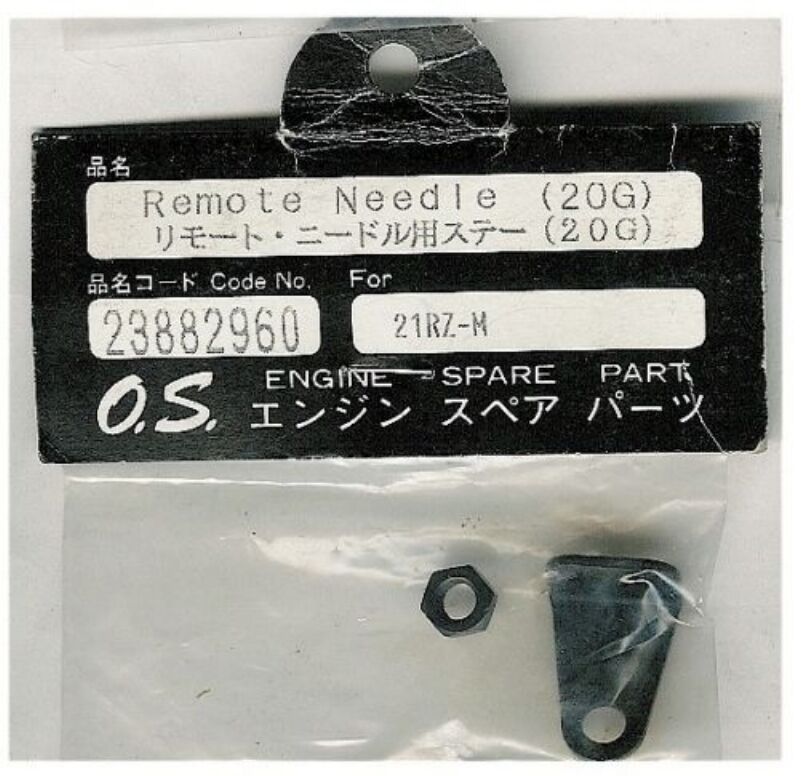 品名
Remote Needle (20G)
リモート・ニードル用ステー(20G)
品名コード Code No. For
23882960 21RZ-M
O.S. ENGINE SPARE PART
エンジン スペア パーツ